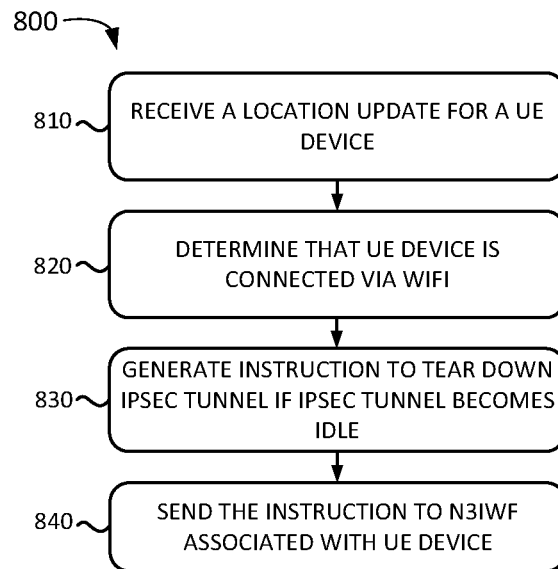 800
810
RECEIVE A LOCATION UPDATE FOR A UE
DEVICE
820
DETERMINE THAT UE DEVICE IS
CONNECTED VIA WIFI
830
GENERATE INSTRUCTION TO TEAR DOWN
IPSEC TUNNEL IF IPSEC TUNNEL BECOMES
IDLE
840
SEND THE INSTRUCTION TO N3IWF
ASSOCIATED WITH UE DEVICE